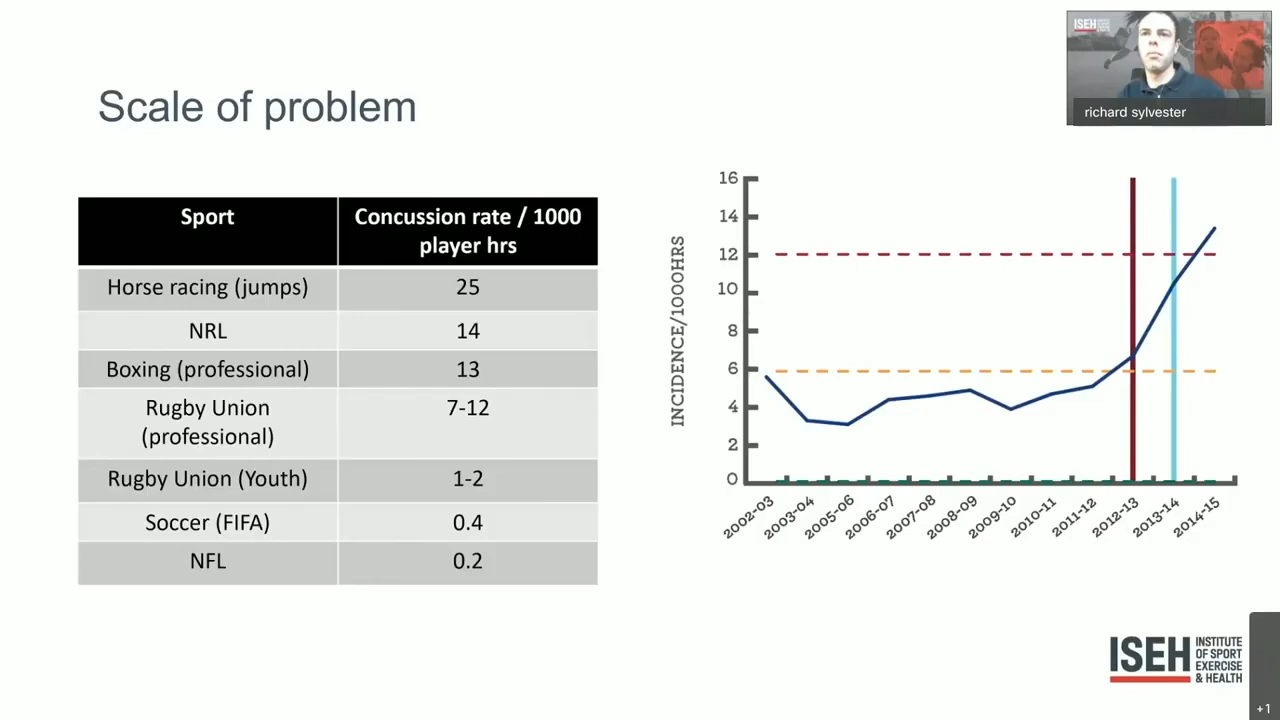 Scale of problem
ISEH
richard sylvester
Sport
Concussion rate / 1000
player hrs
Horse racing (jumps)
25
NRL
14
Boxing (professional)
13
Rugby Union
(professional)
7-12
Rugby Union (Youth)
1-2
Soccer (FIFA)
0.4
NFL
0.2
INCIDENCE/1000HRS
16
14
12
10
8
6
4
2
0
2002-03
2003-04
2005-06
2006-07
2007-08
2008-09
2009-10
2010-11
2011-12
2012-13
2013-14
2014-15
ISEH
INSTITUTE
OF SPORT
EXERCISE
& HEALTH
+1